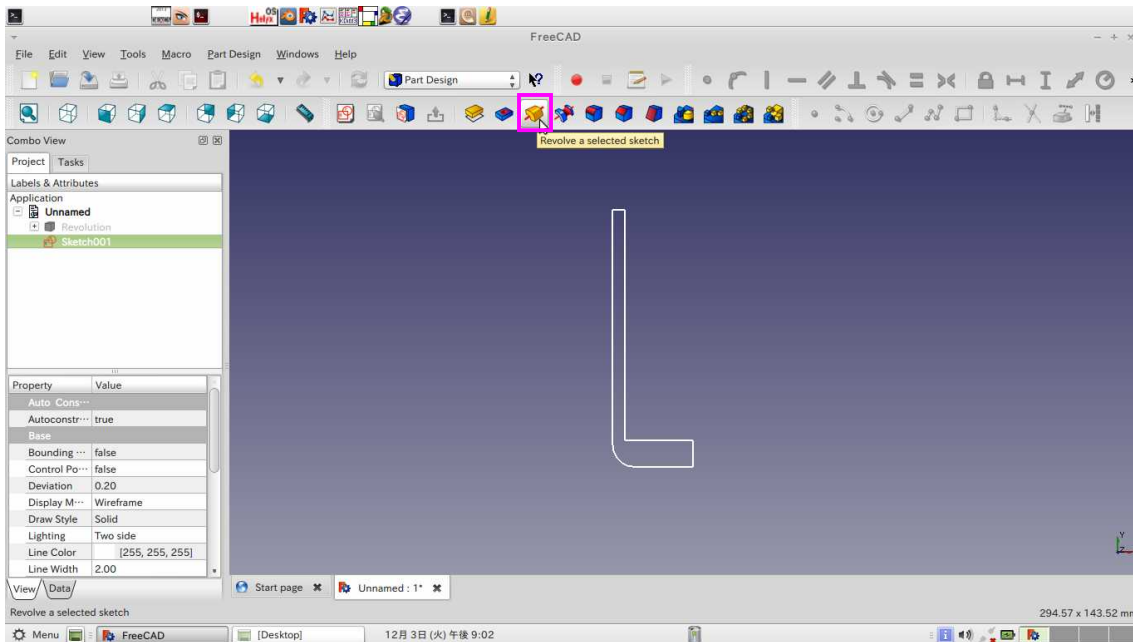 FreeCAD
File Edit View Tools Macro Part Design Windows Help
Part Design
Revolve a selected sketch
Combo View
Project Tasks
Labels & Attributes
Application
Unnamed
Revolution
Sketch001
Property Value
Auto Cons…
Autoconstr… true
Base
Bounding … false
Control Po… false
Deviation 0.20
Display M… Wireframe
Draw Style Solid
Lighting Two side
Line Color [255, 255, 255]
Line Width 2.00
View Data
Start page Unnamed : 1*
Y
Z
Revolve a selected sketch 294.57 x 143.52 mm
Menu FreeCAD [Desktop] 12月 3日 (火) 午後 9:02